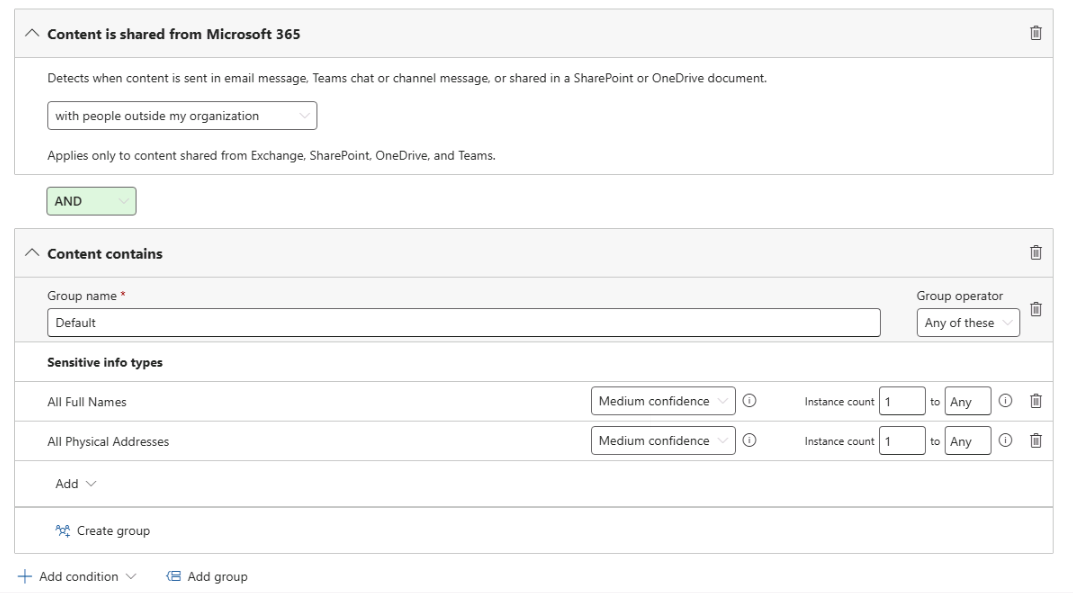 Content is shared from Microsoft 365
Detects when content is sent in email message, Teams chat or channel message, or shared in a SharePoint or OneDrive document.
with people outside my organization
Applies only to content shared from Exchange, SharePoint, OneDrive, and Teams.
AND
Content contains
Group name * Group operator
Default Any of these
Sensitive info types
All Full Names Medium confidence Instance count 1 to Any
All Physical Addresses Medium confidence Instance count 1 to Any
Add
Create group
Add condition Add group